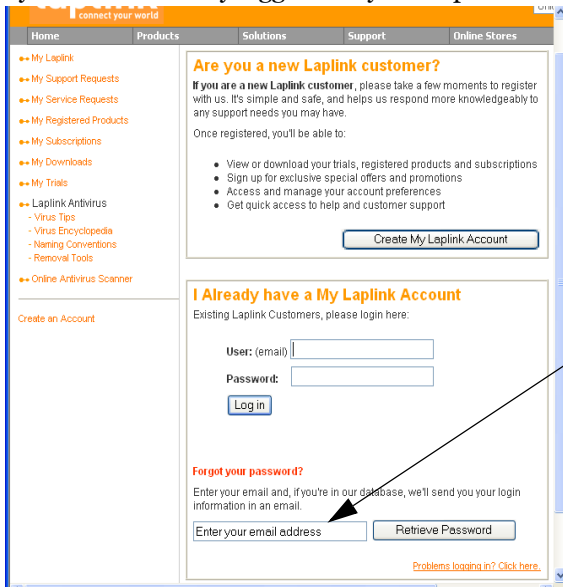 connect your world
Home Products Solutions Support Online Stores
My Laplink
My Support Requests
My Service Requests
My Registered Products
My Subscriptions
My Downloads
My Trials
Laplink Antivirus
- Virus Tips
- Virus Encyclopedia
- Naming Conventions
- Removal Tools
Online Antivirus Scanner
Create an Account
Are you a new Laplink customer?
If you are a new Laplink customer, please take a few moments to register
with us. It's simple and safe, and helps us respond more knowledgeably to
any support needs you may have.
Once registered, you'll be able to:
• View or download your trials, registered products and subscriptions
• Sign up for exclusive special offers and promotions
• Access and manage your account preferences
• Get quick access to help and customer support
Create My Laplink Account
I Already have a My Laplink Account
Existing Laplink Customers, please login here:
User: (email)
Password:
Log in
Forgot your password?
Enter your email and, if you're in our database, we'll send you your login
information in an email.
Enter your email address Retrieve Password
Problems logging in? Click here.